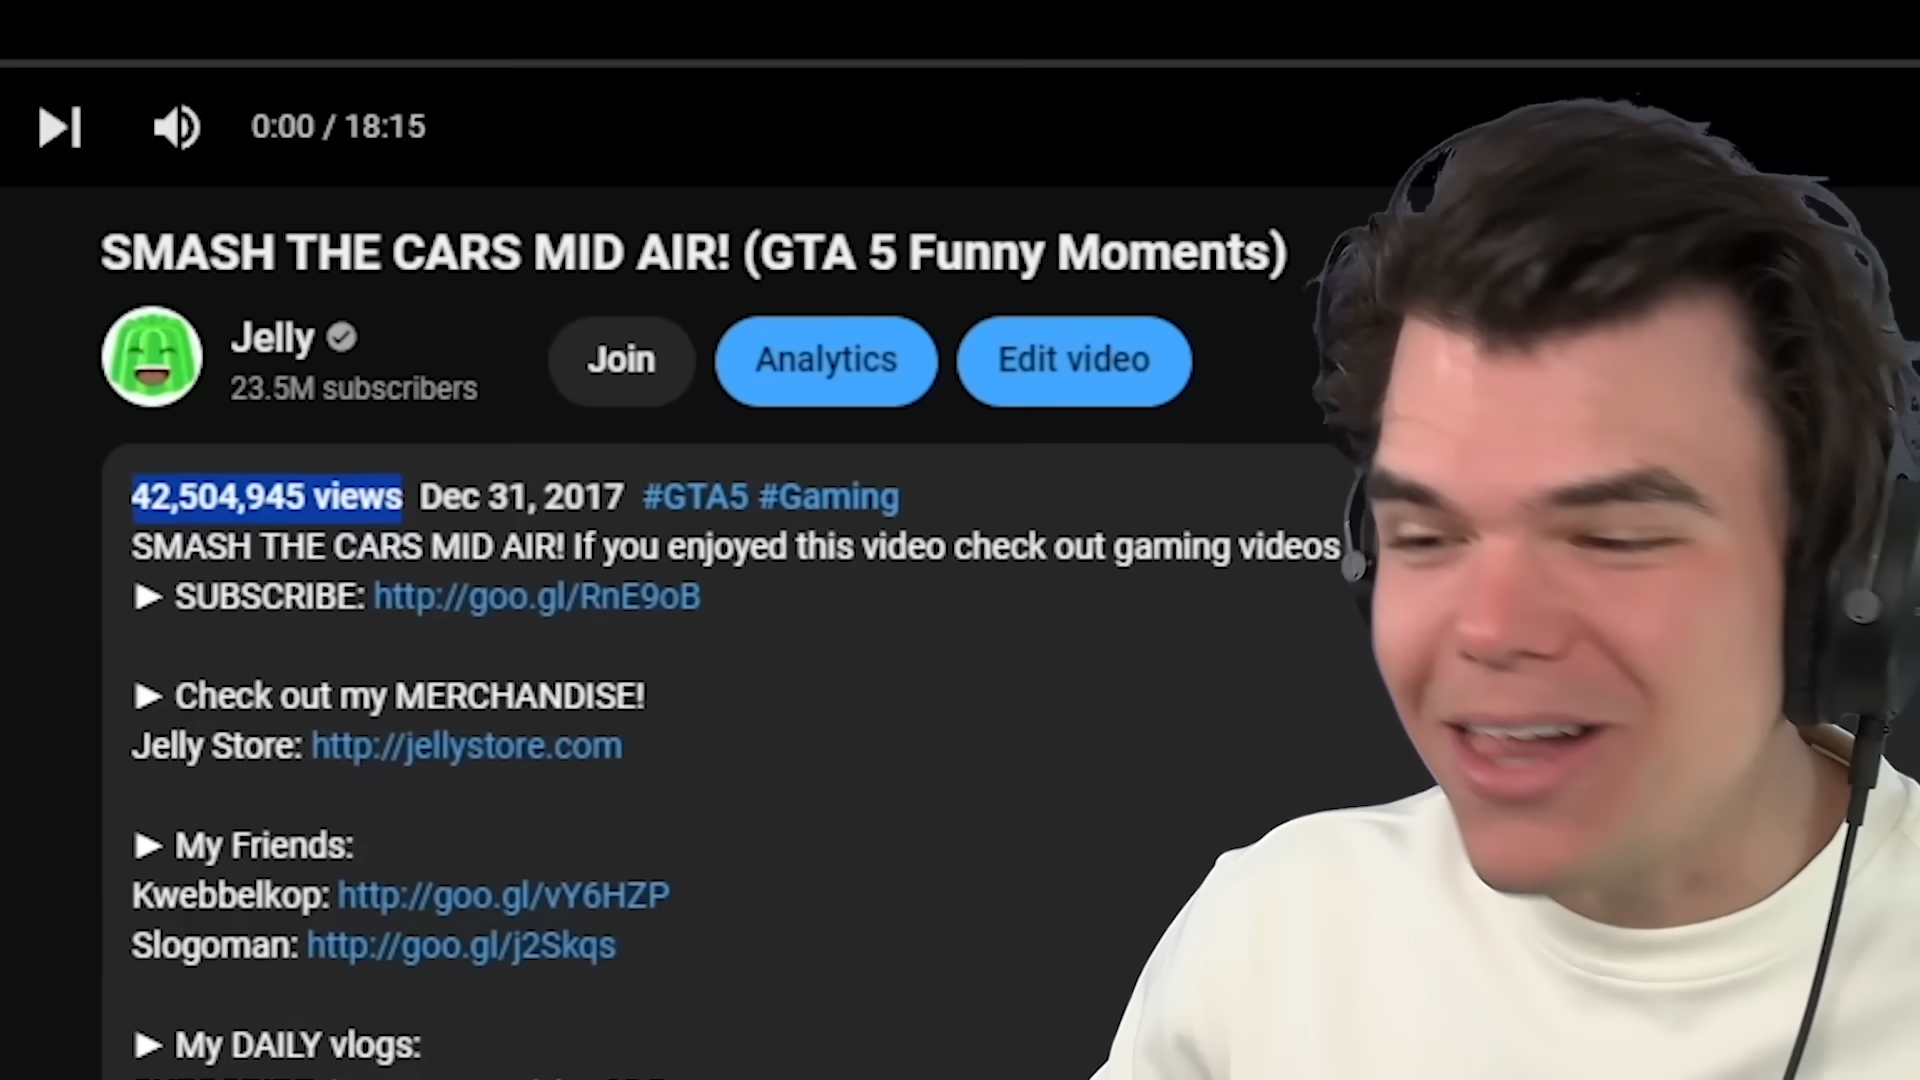 0:00 / 18:15
SMASH THE CARS MID AIR! (GTA 5 Funny Moments)
Jelly
23.5M subscribers
Join
Analytics
Edit video
42,504,945 views Dec 31, 2017 #GTA5 #Gaming
SMASH THE CARS MID AIR! If you enjoyed this video check out gaming videos
► SUBSCRIBE: http://goo.gl/RnE9oB
► Check out my MERCHANDISE!
Jelly Store: http://jellystore.com
► My Friends:
Kwebbelkop: http://goo.gl/vY6HZP
Slogoman: http://goo.gl/j2Skqs
► My DAILY vlogs: